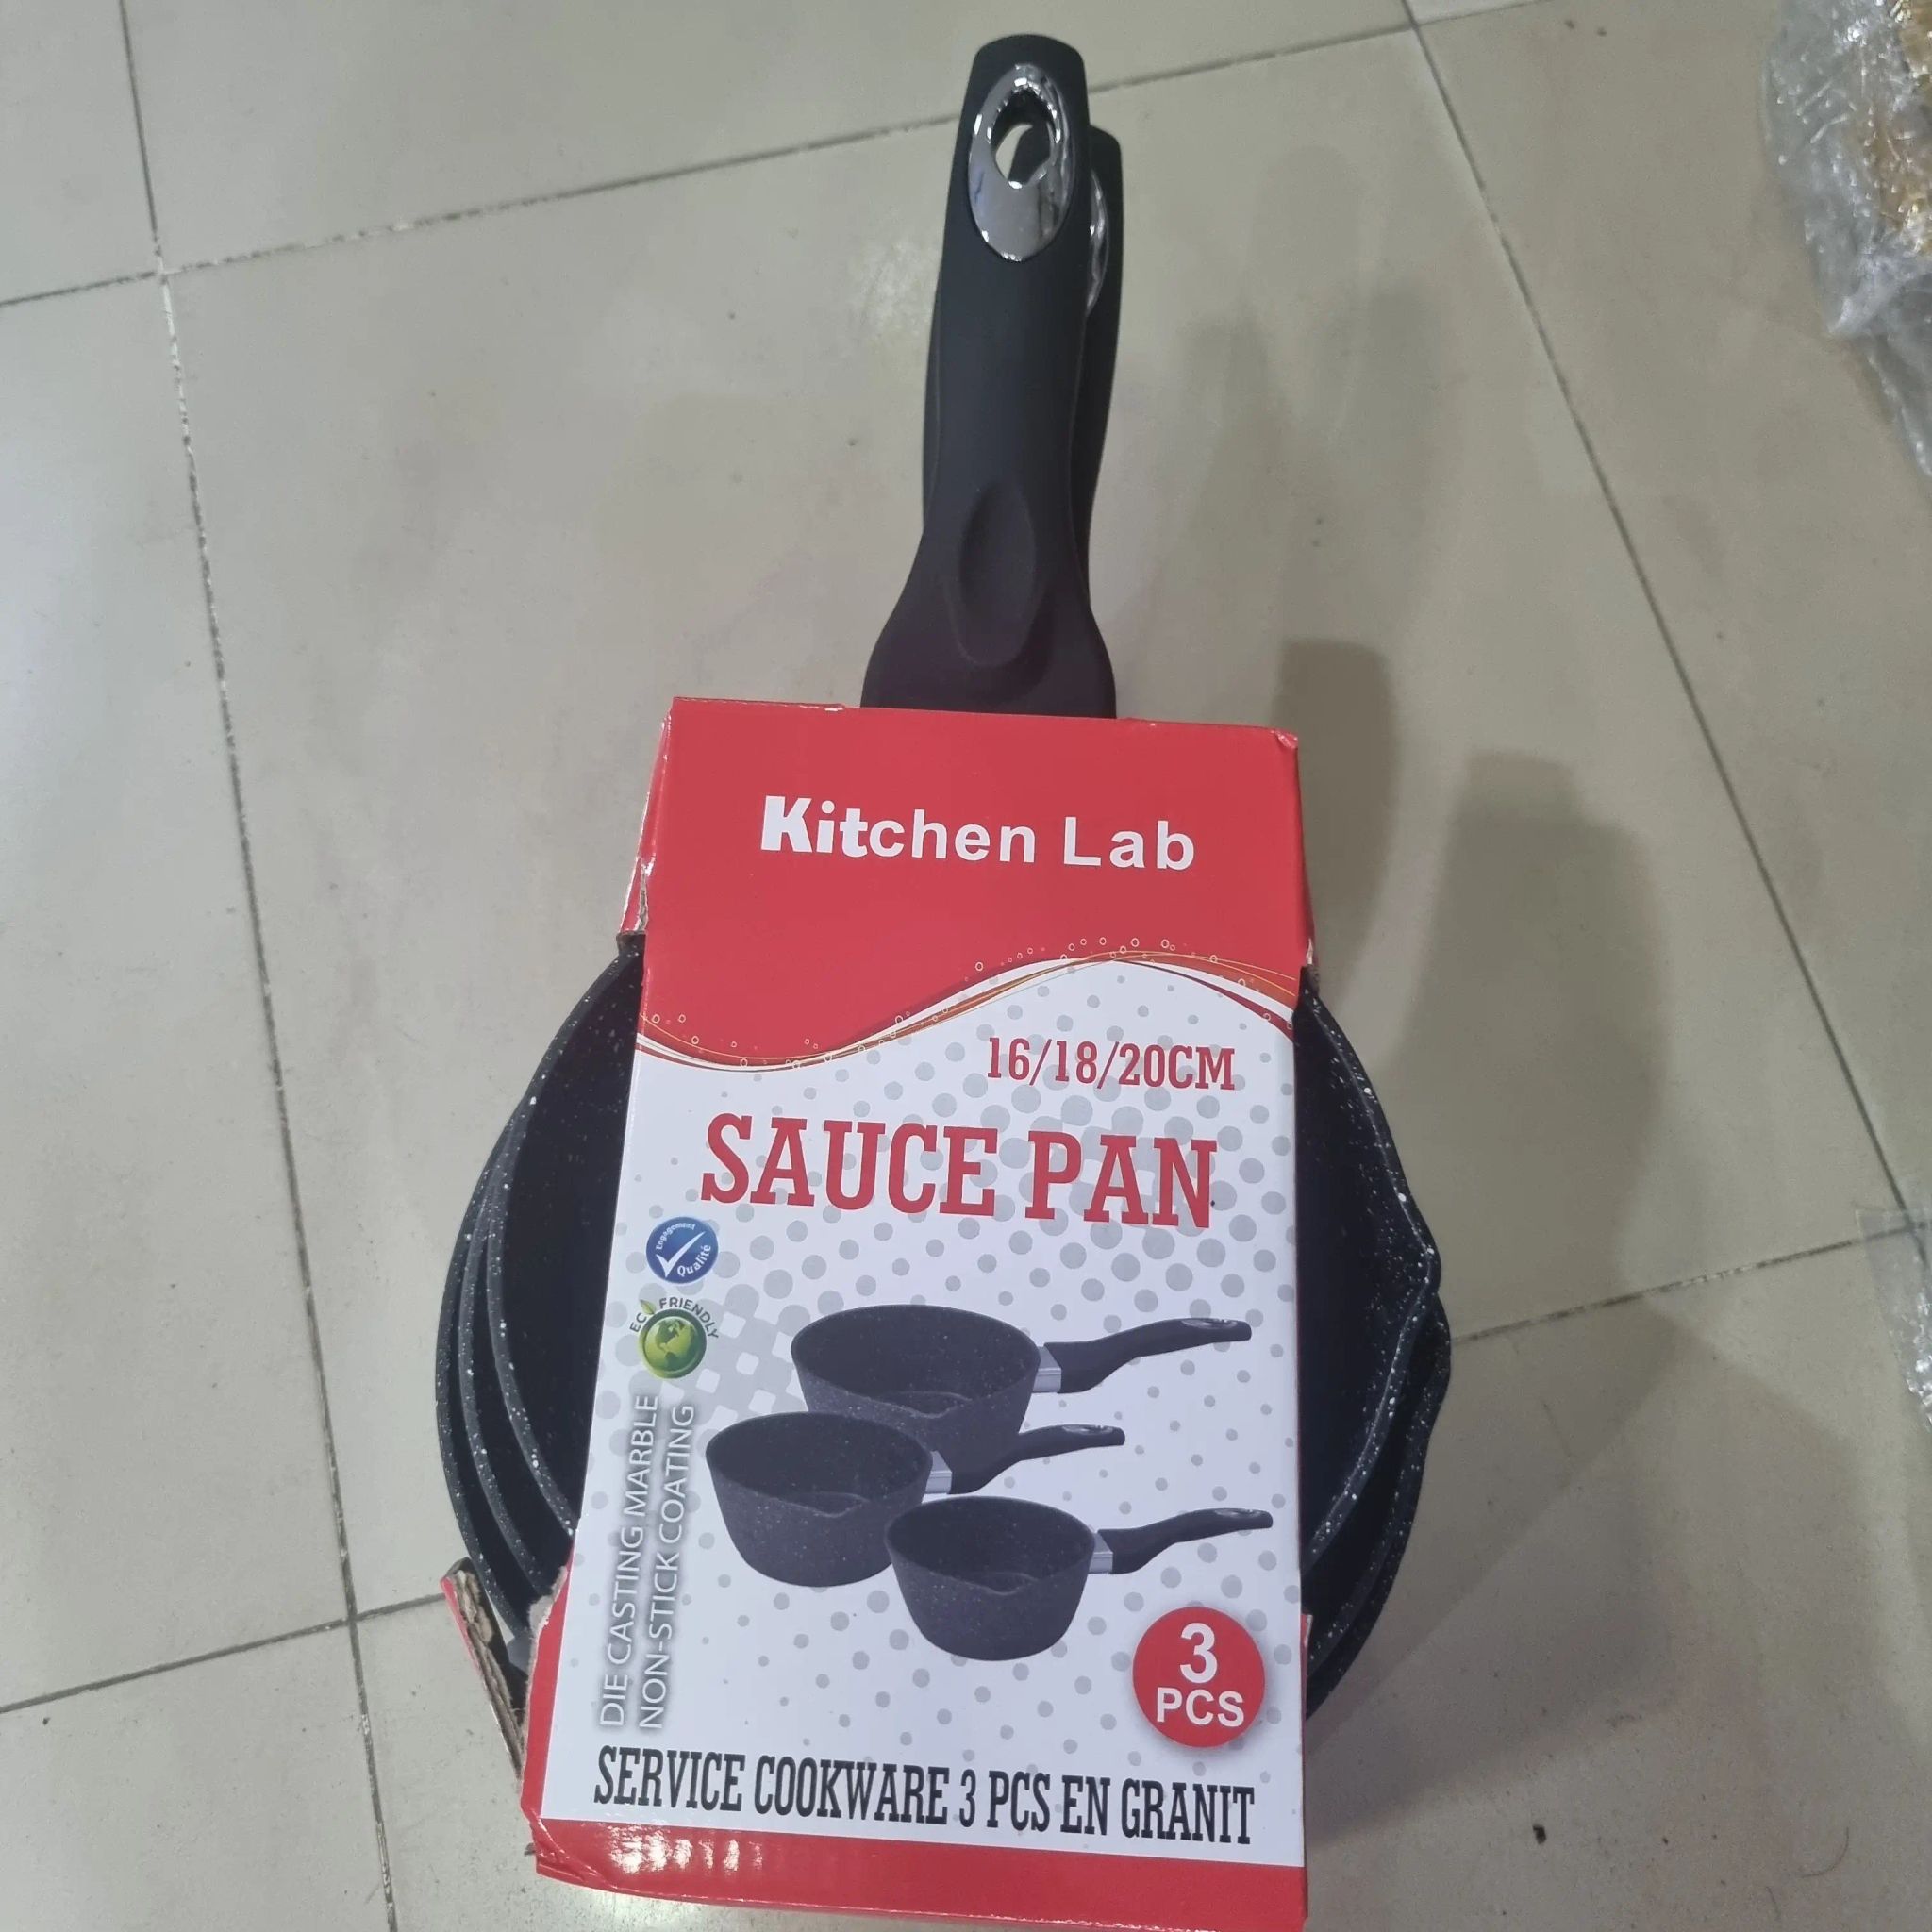 Kitchen Lab
16/18/20CM
SAUCE PAN
Engagement
Qualité
ECO FRIENDLY
DIE CASTING MARBLE
NON-STICK COATING
3
PCS
SERVICE COOKWARE 3 PCS EN GRANIT